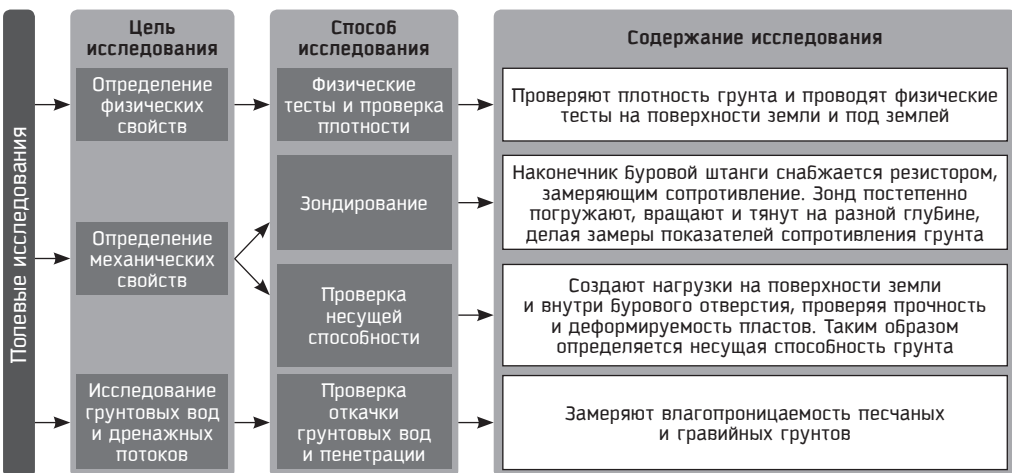 Полевые исследования
Цель
исследования
Способ
исследования
Содержание исследования
Определение
физических
свойств
Физические
тесты и проверка
плотности
Проверяют плотность грунта и проводят физические
тесты на поверхности земли и под землей
Определение
механических
свойств
Зондирование
Наконечник буровой штанги снабжается резистором,
замеряющим сопротивление. Зонд постепенно
погружают, вращают и тянут на разной глубине,
делая замеры показателей сопротивления грунта
Проверка
несущей
способности
Создают нагрузки на поверхности земли
и внутри бурового отверстия, проверяя прочность
и деформируемость пластов. Таким образом
определяется несущая способность грунта
Исследование
грунтовых вод
и дренажных
потоков
Проверка
откачки
грунтовых вод
и пенетрации
Замеряют влагопроницаемость песчаных
и гравийных грунтов